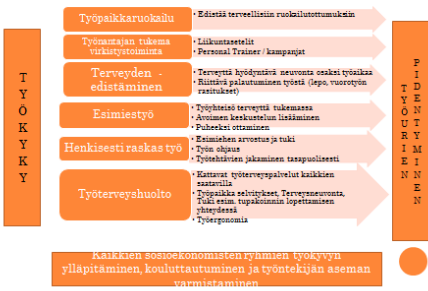 TYÖKYKY
Työpaikkaruokailu
• Edistää terveellisiin ruokailutottumuksiin
Työnantajan tukema
virkistystoiminta
• Liikuntasetelit
• Personal Trainer / kampanjat
Terveyden -
edistäminen
• Terveyttä hyödyntävä neuvonta osaksi työaikaa
• Riittävä palautuminen työstä (lepo, vuorotyön
rasitukset)
Esimiestyö
• Työyhteisö terveyttä tukemassa
• Avoimen keskustelun lisääminen
• Puheeksi ottaminen
Henkisesti raskas työ
• Esimiehen arvostus ja tuki
• Työn ohjaus
• Työtehtävien jakaminen tasapuolisesti
Työterveyshuolto
• Kattavat työterveyspalvelut kaikkien
saatavilla
• Työpaikka selvitykset, Terveysneuvonta,
Tuki esim. tupakoinnin lopettamisen
yhteydessä
• Työergonomia
TYÖURIEN
PIDENTYMINEN
Kaikkien sosioekonomisten ryhmien työkyvyn
ylläpitäminen, kouluttautuminen ja työntekijän aseman
varmistaminen